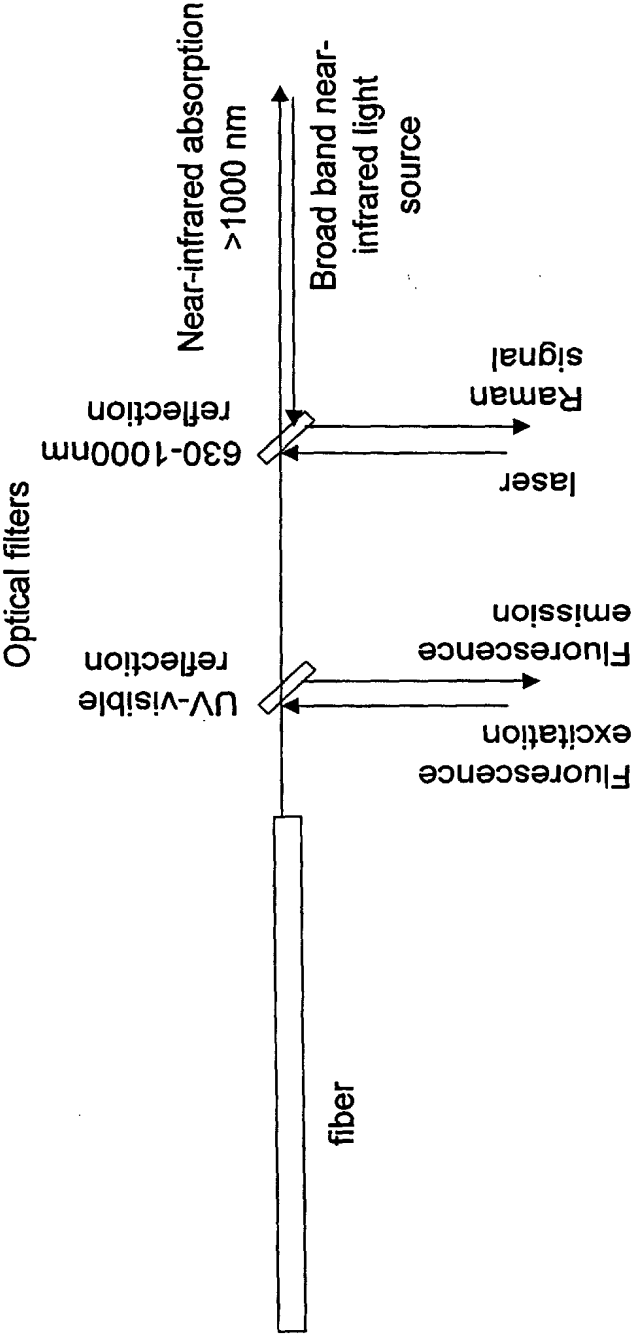 Optical filters
UV-visible
reflection
630-1000nm
reflection
Near-infrared absorption
>1000 nm
Broad band near-
infrared light
source
fiber
Fluorescence
excitation
Fluorescence
emission
laser
Raman
signal